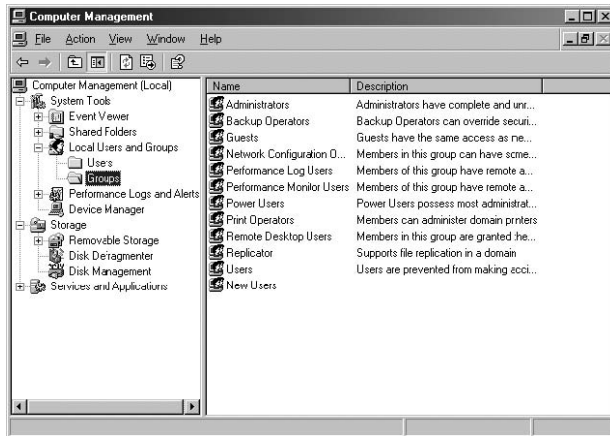 Computer Management
File Action View Window Help
Computer Management (Local)
System Tools
Event Viewer
Shared Folders
Local Users and Groups
Users
Groups
Performance Logs and Alerts
Device Manager
Storage
Removable Storage
Disk Defragmenter
Disk Management
Services and Applications
Name Description
Administrators Administrators have complete and unr...
Backup Operators Backup Operators can override securi...
Guests Guests have the same access as me...
Network Configuration O... Members in this group can have some...
Performance Log Users Members of this group have remote a...
Performance Monitor Users Members of this group have remote a...
Power Users Power Users possess most administrat...
Print Operators Members can administer domain printers
Remote Desktop Users Members in this group are granted the...
Replicator Supports file replication in a domain
Users Users are prevented from making acci...
New Users